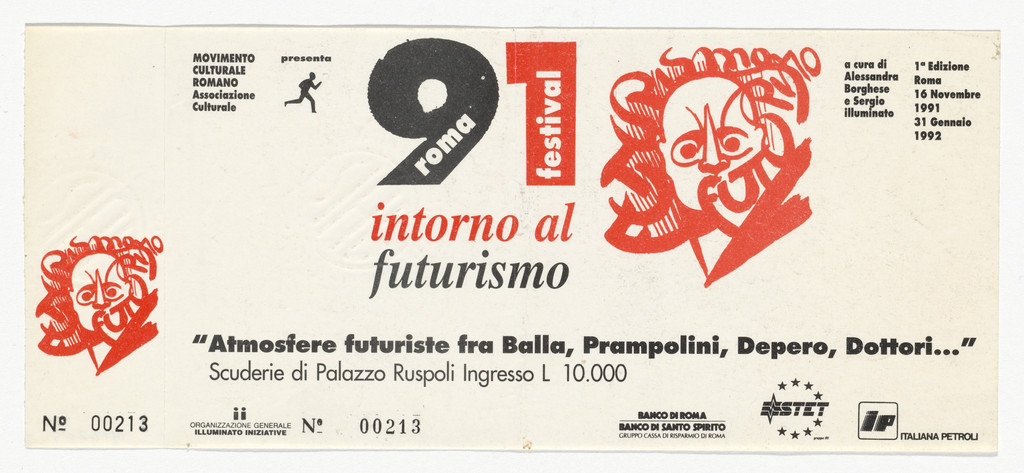 MOVIMENTO
CULTURALE
ROMANO
Associazione
Culturale
presenta
91
roma
festival
intorno al
futurismo
a cura di
Alessandra
Borghese
e Sergio
illuminato
1ª Edizione
Roma
16 Novembre
1991
31 Gennaio
1992
"Atmosfere futuriste fra Balla, Prampolini, Depero, Dottori..."
Scuderie di Palazzo Ruspoli Ingresso L 10.000
Nº 00213
ii
ORGANIZZAZIONE GENERALE
ILLUMINATO INIZIATIVE
Nº 00213
BANCO DI ROMA
BANCO DI SANTO SPIRITO
GRUPPO CASSA DI RISPARMIO DI ROMA
STET
ip
ITALIANA PETROLI